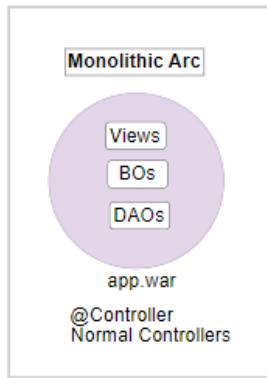 Monolithic Arc
Views
BOs
DAOs
app.war
@Controller
Normal Controllers